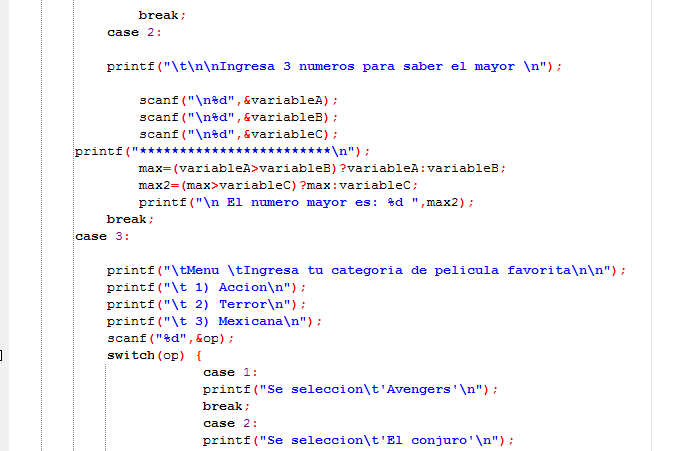 break;
case 2:
printf("\t\n\nIngresa 3 numeros para saber el mayor \n");
scanf("\n%d",&variableA);
scanf("\n%d",&variableB);
scanf("\n%d",&variableC);
printf("************************\n");
max=(variableA>variableB)?variableA:variableB;
max2=(max>variableC)?max:variableC;
printf("\n El numero mayor es: %d ",max2);
break;
case 3:
printf("\tMenu \tIngresa tu categoria de pelicula favorita\n\n");
printf("\t 1) Accion\n");
printf("\t 2) Terror\n");
printf("\t 3) Mexicana\n");
scanf("%d",&op);
switch(op) {
case 1:
printf("Se seleccion\t'Avengers'\n");
break;
case 2:
printf("Se seleccion\t'El conjuro'\n");